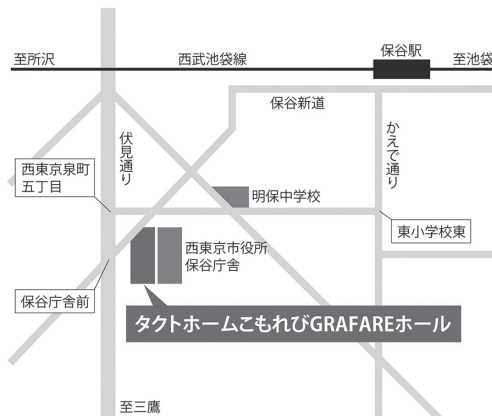 保谷駅
至所沢
西武池袋線
至池袋
保谷新道
伏見通り
かえで通り
西東京泉町
五丁目
明保中学校
東小学校東
西東京市役所
保谷庁舎
保谷庁舎前
タクトホームこもれびGRAFAREホール
至三鷹